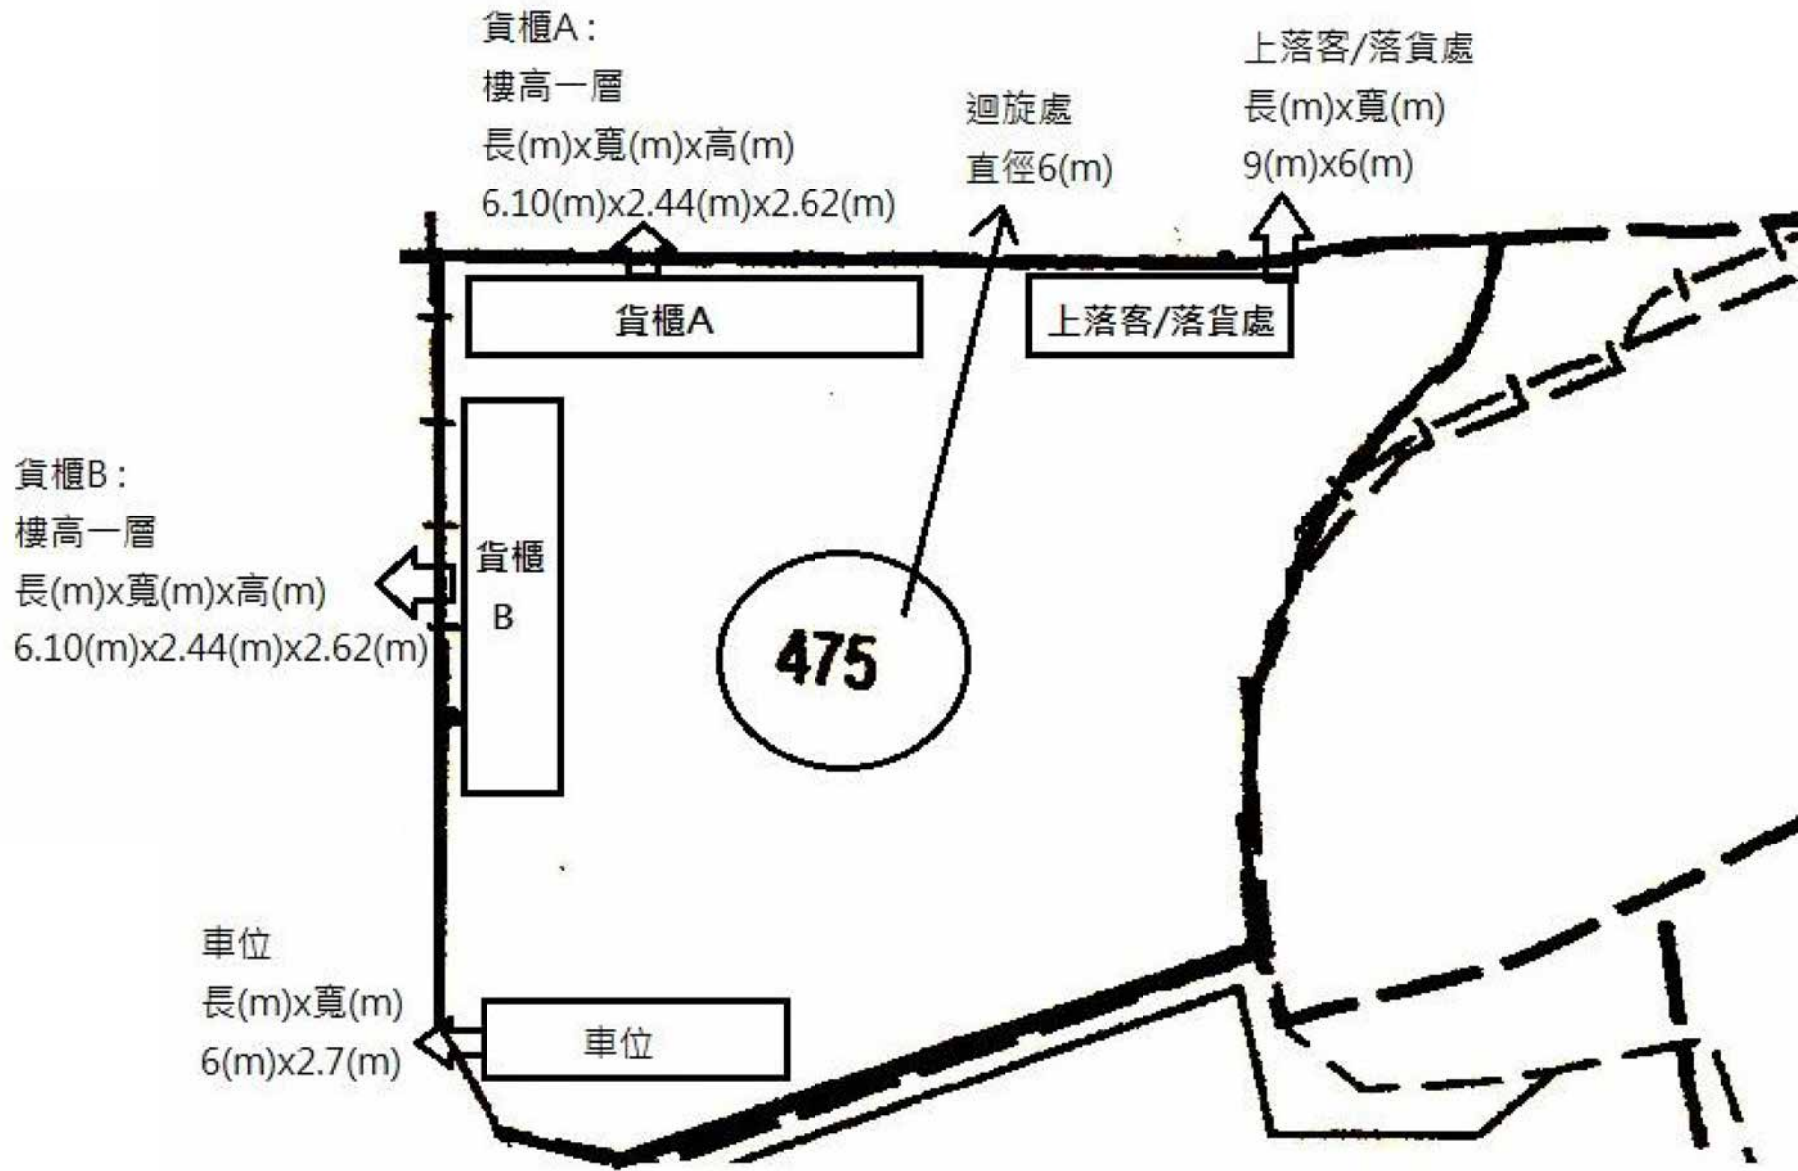 貨櫃A :
樓高一層
長(m)x寬(m)x高(m)
6.10(m)x2.44(m)x2.62(m)
迴旋處
直徑6(m)
上落客/落貨處
長(m)x寬(m)
9(m)x6(m)
貨櫃A
上落客/落貨處
貨櫃B :
樓高一層
長(m)x寬(m)x高(m)
6.10(m)x2.44(m)x2.62(m)
貨櫃
B
475
車位
長(m)x寬(m)
6(m)x2.7(m)
車位